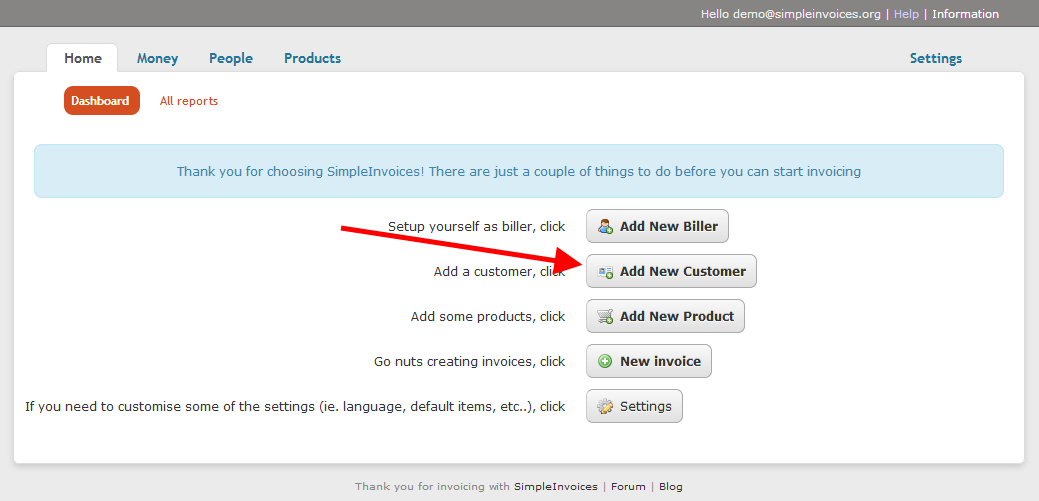 Hello demo@simpleinvoices.org | Help | Information
Home Money People Products Settings
Dashboard All reports
Thank you for choosing SimpleInvoices! There are just a couple of things to do before you can start invoicing
Setup yourself as biller, click Add New Biller
Add a customer, click Add New Customer
Add some products, click Add New Product
Go nuts creating invoices, click New invoice
If you need to customise some of the settings (ie. language, default items, etc..), click Settings
Thank you for invoicing with SimpleInvoices | Forum | Blog